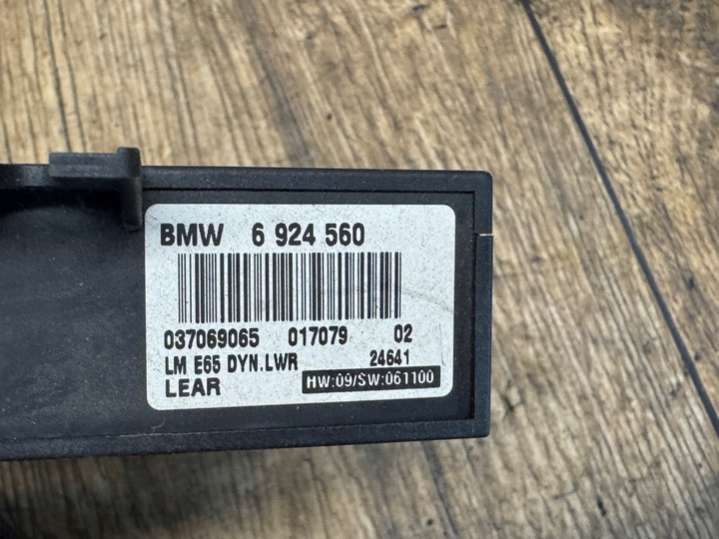 BMW 6 924 560
037069065 017079 02
LM E65 DYN.LWR 24641
LEAR HW:09/SW:061100